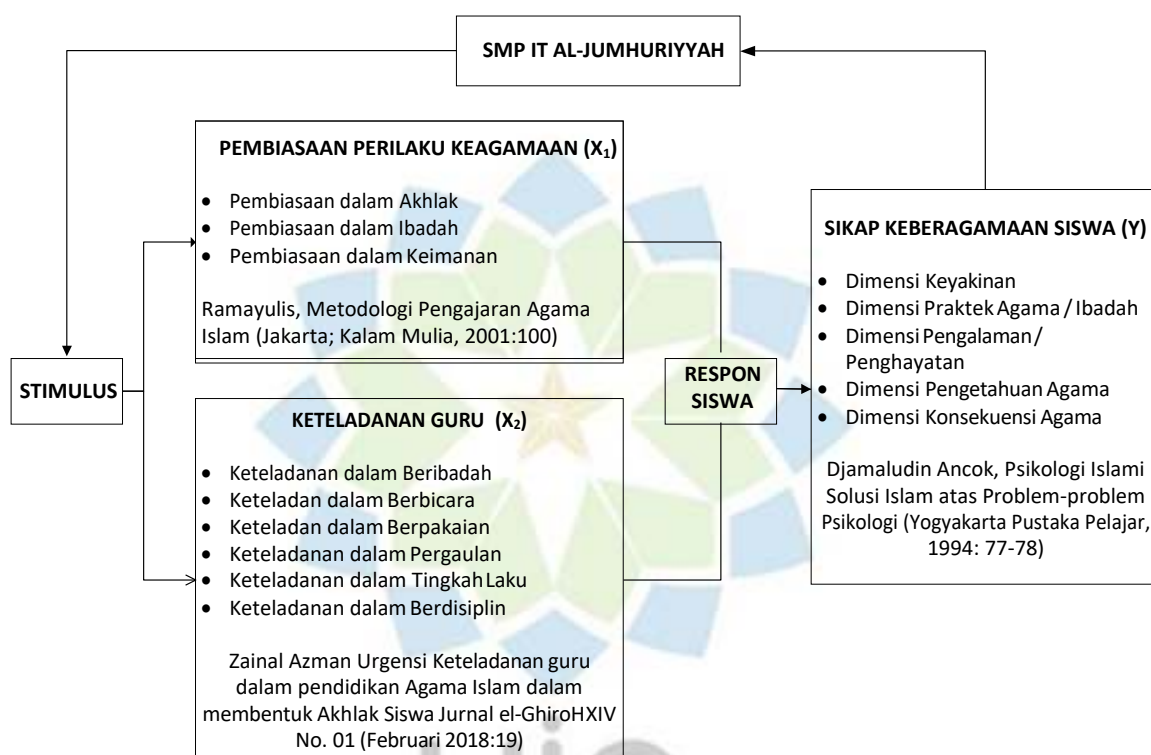 SMP IT AL-JUMHURIYYAH
PEMBIASAAN PERILAKU KEAGAMAAN (X₁)
• Pembiasaan dalam Akhlak
• Pembiasaan dalam Ibadah
• Pembiasaan dalam Keimanan
Ramayulis, Metodologi Pengajaran Agama
Islam (Jakarta; Kalam Mulia, 2001:100)
STIMULUS
KETELADANAN GURU (X₂)
• Keteladanan dalam Beribadah
• Keteladan dalam Berbicara
• Keteladan dalam Berpakaian
• Keteladanan dalam Pergaulan
• Keteladanan dalam Tingkah Laku
• Keteladanan dalam Berdisiplin
Zainal Azman Urgensi Keteladanan guru
dalam pendidikan Agama Islam dalam
membentuk Akhlak Siswa Jurnal el-GhiroHXIV
No. 01 (Februari 2018:19)
RESPON
SISWA
SIKAP KEBERAGAMAAN SISWA (Y)
• Dimensi Keyakinan
• Dimensi Praktek Agama / Ibadah
• Dimensi Pengalaman /
Penghayatan
• Dimensi Pengetahuan Agama
• Dimensi Konsekuensi Agama
Djamaludin Ancok, Psikologi Islami
Solusi Islam atas Problem-problem
Psikologi (Yogyakarta Pustaka Pelajar,
1994: 77-78)